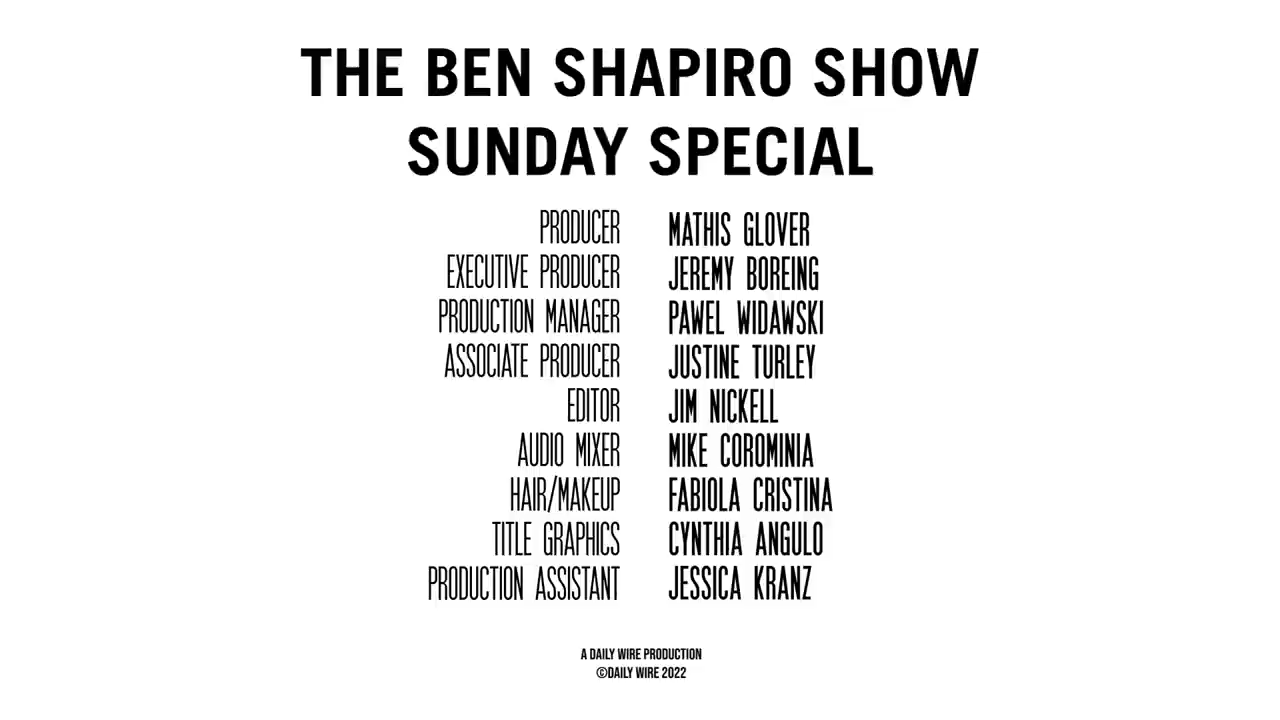 THE BEN SHAPIRO SHOW
SUNDAY SPECIAL
PRODUCER MATHIS GLOVER
EXECUTIVE PRODUCER JEREMY BOREING
PRODUCTION MANAGER PAWEL WIDAWSKI
ASSOCIATE PRODUCER JUSTINE TURLEY
EDITOR JIM NICKELL
AUDIO MIXER MIKE COROMINIA
HAIR/MAKEUP FABIOLA CRISTINA
TITLE GRAPHICS CYNTHIA ANGULO
PRODUCTION ASSISTANT JESSICA KRANZ
A DAILY WIRE PRODUCTION
©DAILY WIRE 2022